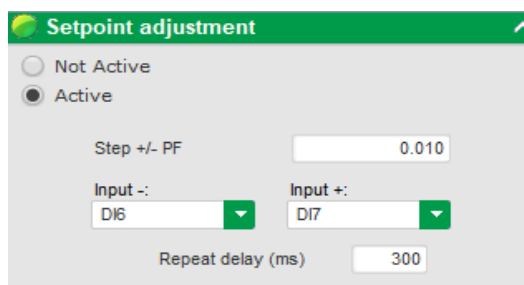 Setpoint adjustment
Not Active
Active
Step +/- PF 0.010
Input -: Input +:
DI6 DI7
Repeat delay (ms) 300